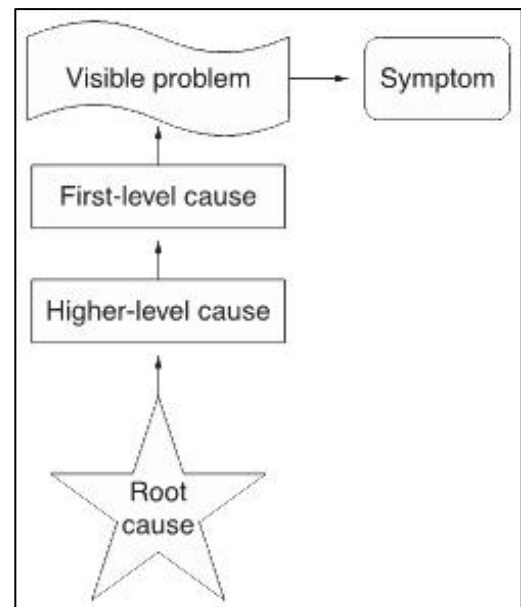 Visible problem
Symptom
First-level cause
Higher-level cause
Root
cause